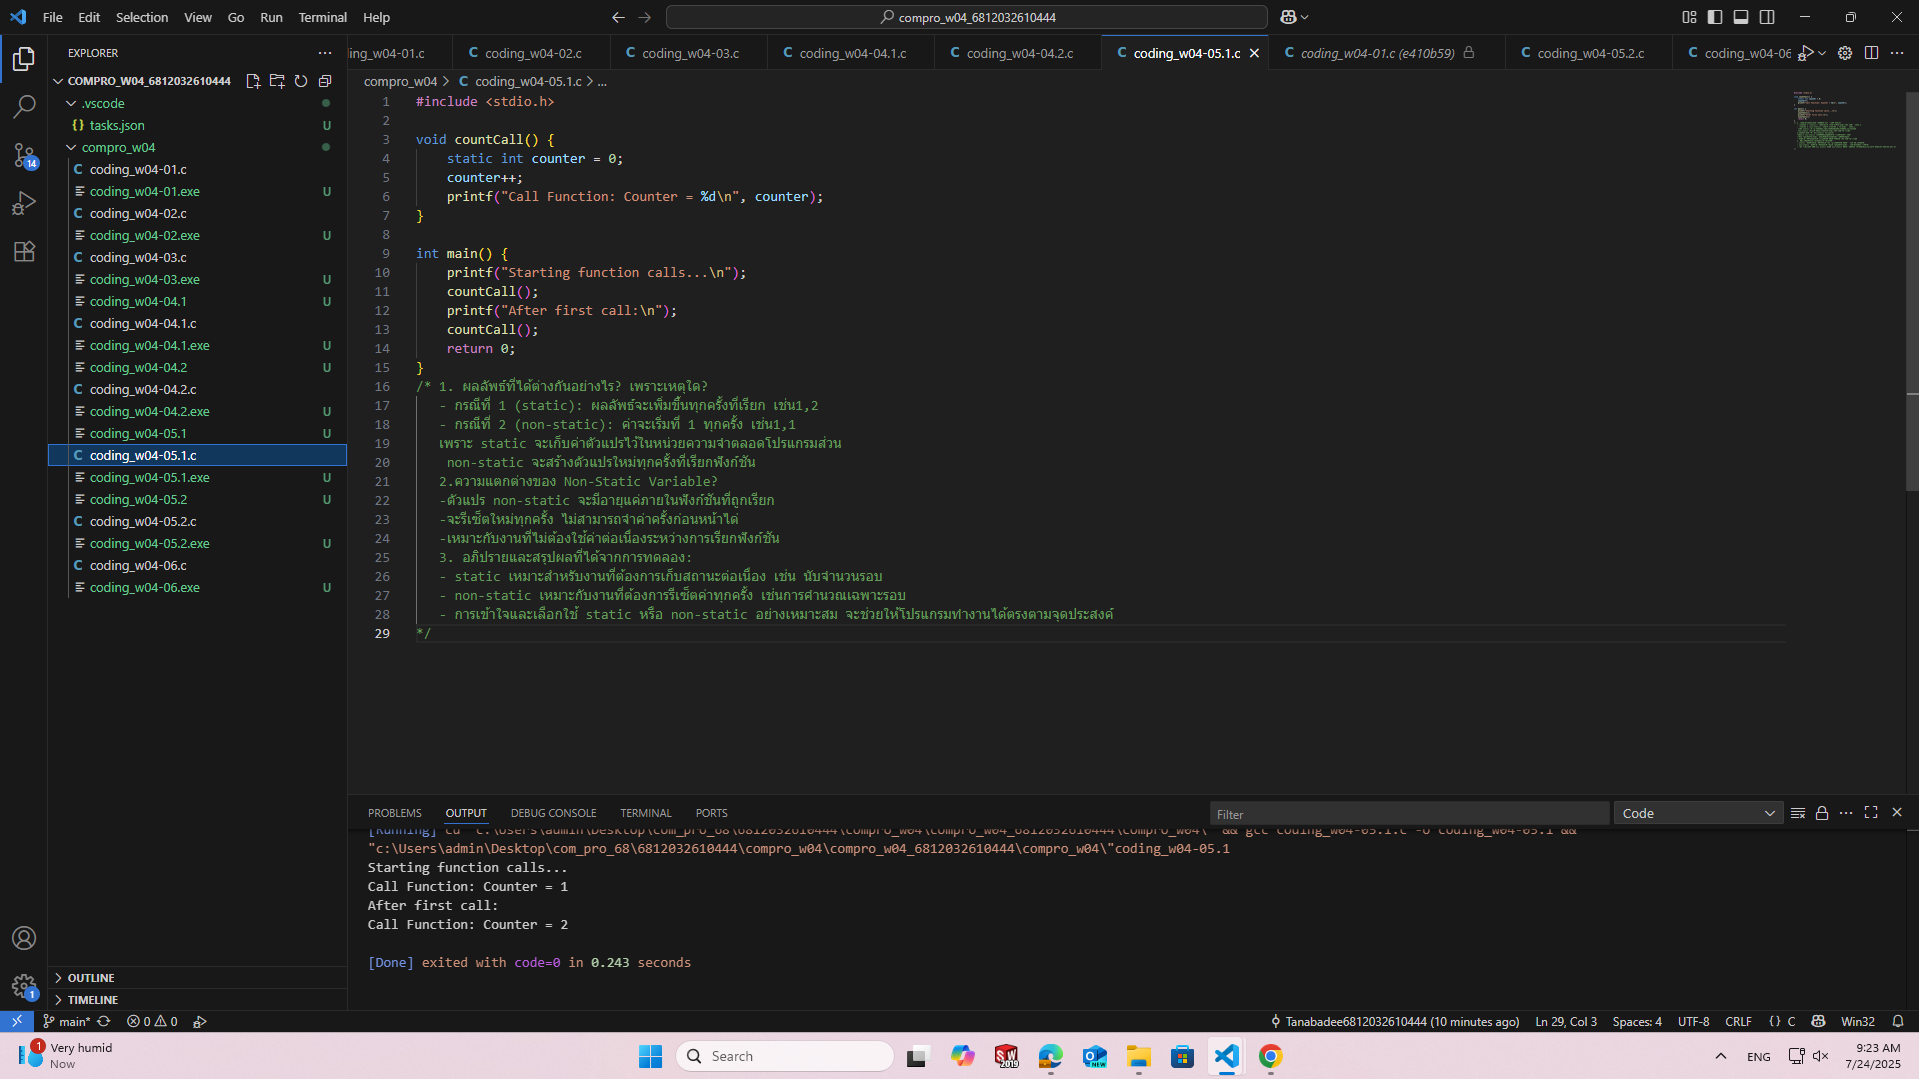 File Edit Selection View Go Run Terminal Help
compro_w04_6812032610444
EXPLORER
COMPRO_W04_6812032610444
.vscode
tasks.json U
compro_w04
coding_w04-01.c
coding_w04-01.exe U
coding_w04-02.c
coding_w04-02.exe U
coding_w04-03.c
coding_w04-03.exe U
coding_w04-04.1 U
coding_w04-04.1.c
coding_w04-04.1.exe U
coding_w04-04.2 U
coding_w04-04.2.c
coding_w04-04.2.exe U
coding_w04-05.1 U
coding_w04-05.1.c
coding_w04-05.1.exe U
coding_w04-05.2 U
coding_w04-05.2.c
coding_w04-05.2.exe U
coding_w04-06.c
coding_w04-06.exe U
OUTLINE
TIMELINE
14
1
ing_w04-01.c C coding_w04-02.c C coding_w04-03.c C coding_w04-04.1.c C coding_w04-04.2.c C coding_w04-05.1.c C coding_w04-01.c (e410b59) C coding_w04-05.2.c C coding_w04-06
compro_w04 > C coding_w04-05.1.c > ...
1 #include <stdio.h>
2
3 void countCall() {
4 static int counter = 0;
5 counter++;
6 printf("Call Function: Counter = %d\n", counter);
7 }
8
9 int main() {
10 printf("Starting function calls...\n");
11 countCall();
12 printf("After first call:\n");
13 countCall();
14 return 0;
15 }
16 /* 1. ผลลัพธ์ที่ได้ต่างกันอย่างไร? เพราะเหตุใด?
17 - กรณีที่ 1 (static): ผลลัพธ์จะเพิ่มขึ้นทุกครั้งที่เรียก เช่น1,2
18 - กรณีที่ 2 (non-static): ค่าจะเริ่มที่ 1 ทุกครั้ง เช่น1,1
19 เพราะ static จะเก็บค่าตัวแปรไว้ในหน่วยความจำตลอดโปรแกรมส่วน
20 non-static จะสร้างตัวแปรใหม่ทุกครั้งที่เรียกฟังก์ชัน
21 2.ความแตกต่างของ Non-Static Variable?
22 -ตัวแปร non-static จะมีอายุแค่ภายในฟังก์ชันที่ถูกเรียก
23 -จะรีเซ็ตใหม่ทุกครั้ง ไม่สามารถจำค่าครั้งก่อนหน้าได้
24 -เหมาะกับงานที่ไม่ต้องใช้ค่าต่อเนื่องระหว่างการเรียกฟังก์ชัน
25 3. อภิปรายและสรุปผลที่ได้จากการทดลอง:
26 - static เหมาะสำหรับงานที่ต้องการเก็บสถานะต่อเนื่อง เช่น นับจำนวนรอบ
27 - non-static เหมาะกับงานที่ต้องการรีเซ็ตค่าทุกครั้ง เช่นการคำนวณเฉพาะรอบ
28 - การเข้าใจและเลือกใช้ static หรือ non-static อย่างเหมาะสม จะช่วยให้โปรแกรมทำงานได้ตรงตามจุดประสงค์
29 */
PROBLEMS OUTPUT DEBUG CONSOLE TERMINAL PORTS Filter Code
[Running] cd "c:\Users\admin\Desktop\com_pro_68\6812032610444\compro_w04\compro_w04_6812032610444\compro_w04\" && gcc coding_w04-05.1.c -o coding_w04-05.1 &&
"c:\Users\admin\Desktop\com_pro_68\6812032610444\compro_w04\compro_w04_6812032610444\compro_w04\"coding_w04-05.1
Starting function calls...
Call Function: Counter = 1
After first call:
Call Function: Counter = 2
[Done] exited with code=0 in 0.243 seconds
main* 0 0 Tanabadee6812032610444 (10 minutes ago) Ln 29, Col 3 Spaces: 4 UTF-8 CRLF {} C Win32
1 Very humid
Now
Search
SW 2019
NEW
ENG
9:23 AM
7/24/2025